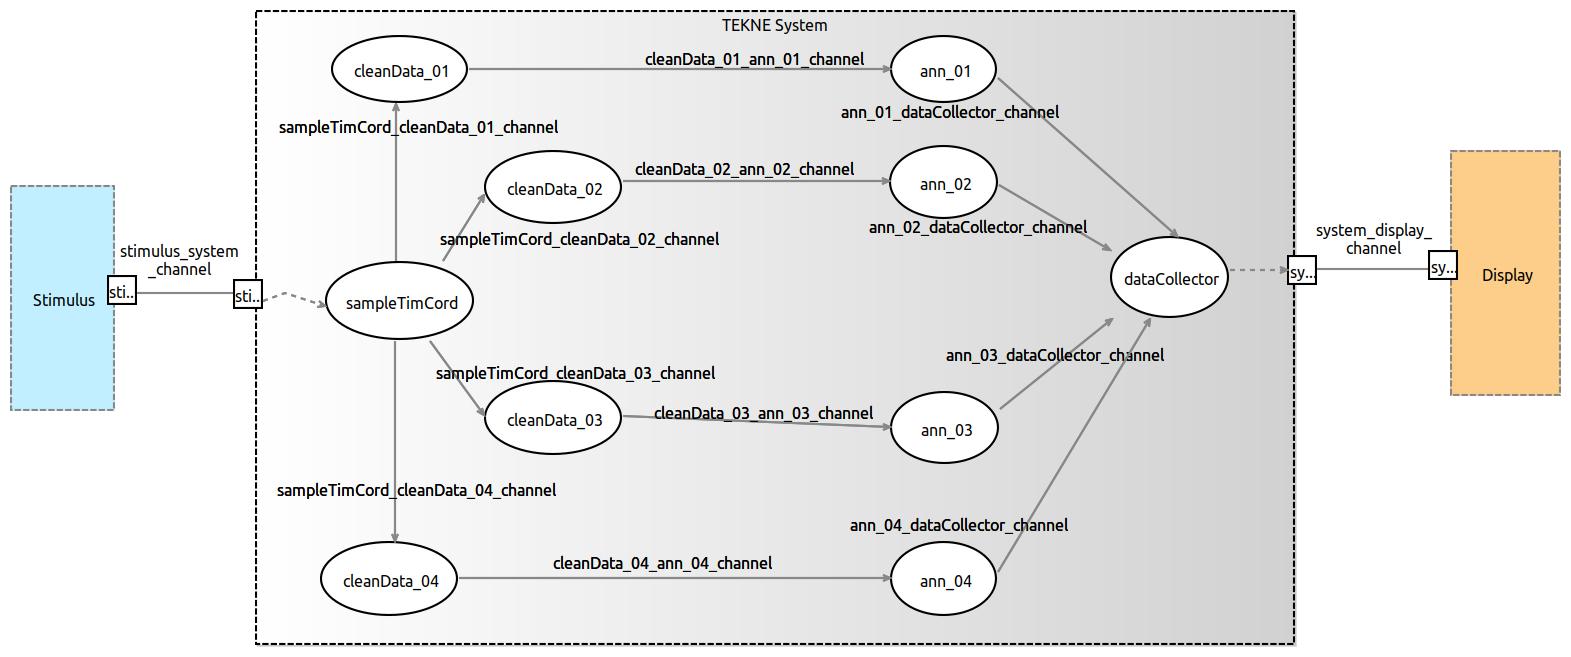 TEKNE System
cleanData_01
cleanData_01_ann_01_channel
ann_01
ann_01_dataCollector_channel
sampleTimCord_cleanData_01_channel
cleanData_02
cleanData_02_ann_02_channel
ann_02
ann_02_dataCollector_channel
sampleTimCord_cleanData_02_channel
stimulus_system
_channel
Stimulus
sti..
sti..
sampleTimCord
dataCollector
sy...
system_display_
channel
sy...
Display
ann_03_dataCollector_channel
sampleTimCord_cleanData_03_channel
cleanData_03
cleanData_03_ann_03_channel
ann_03
sampleTimCord_cleanData_04_channel
ann_04_dataCollector_channel
cleanData_04
cleanData_04_ann_04_channel
ann_04